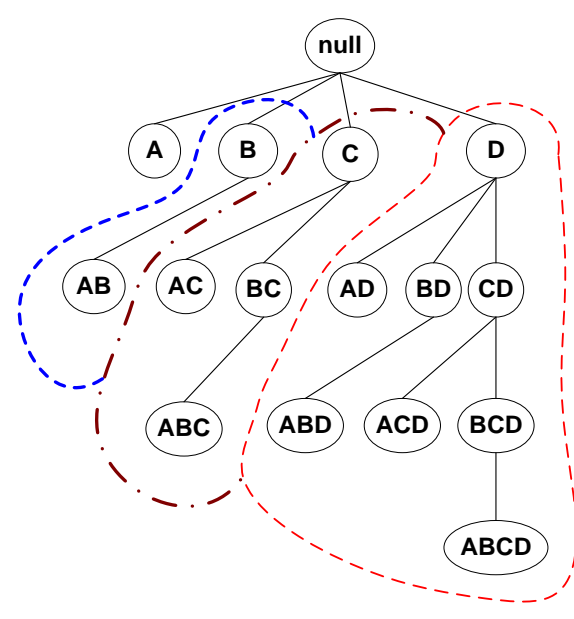 null
A B C D
AB AC BC AD BD CD
ABC ABD ACD BCD
ABCD